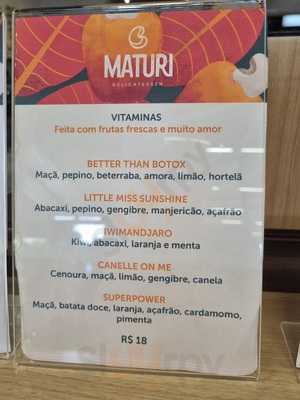 MATURI
DELICATESSEN
VITAMINAS
Feita com frutas frescas e muito amor
BETTER THAN BOTOX
Maçã, pepino, beterraba, amora, limão, hortelã
LITTLE MISS SUNSHINE
Abacaxi, pepino, gengibre, manjericão, açafrão
KIWIMANDJARO
Kiwi, abacaxi, laranja e menta
CANELLE ON ME
Cenoura, maçã, limão, gengibre, canela
SUPERPOWER
Maçã, batata doce, laranja, açafrão, cardamomo,
pimenta
R$ 18